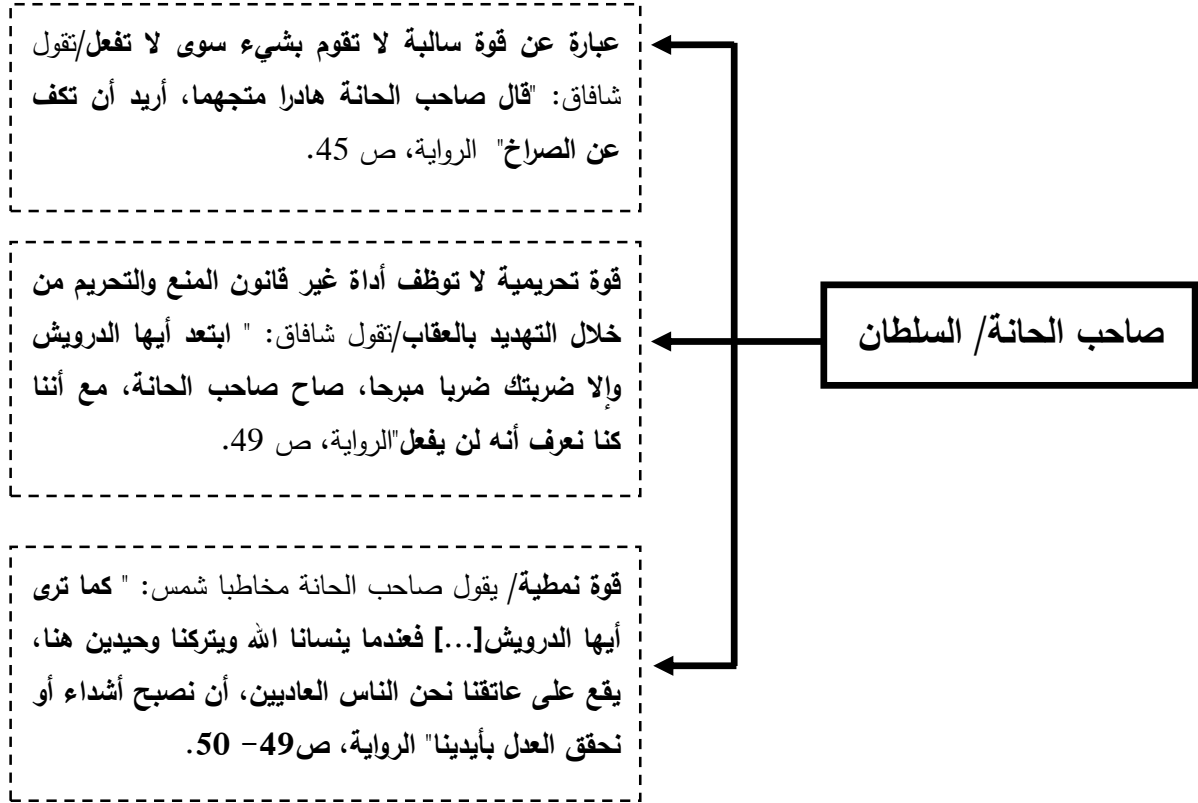 صاحب الحانة/ السلطان
عبارة عن قوة سالبة لا تقوم بشيء سوى لا تفعل/تقول
شافاق: "قال صاحب الحانة هادرا متجهما، أريد أن تكف
عن الصراخ" الرواية، ص 45.
قوة تحريمية لا توظف أداة غير قانون المنع والتحريم من
خلال التهديد بالعقاب/تقول شافاق: " ابتعد أيها الدرويش
وإلا ضربتك ضربا مبرحا، صاح صاحب الحانة، مع أننا
كنا نعرف أنه لن يفعل"الرواية، ص 49.
قوة نمطية/ يقول صاحب الحانة مخاطبا شمس: " كما ترى
أيها الدرويش[...] فعندما ينسانا الله ويتركنا وحيدين هنا،
يقع على عاتقنا نحن الناس العاديين، أن نصبح أشداء أو
نحقق العدل بأيدينا" الرواية، ص49- 50.